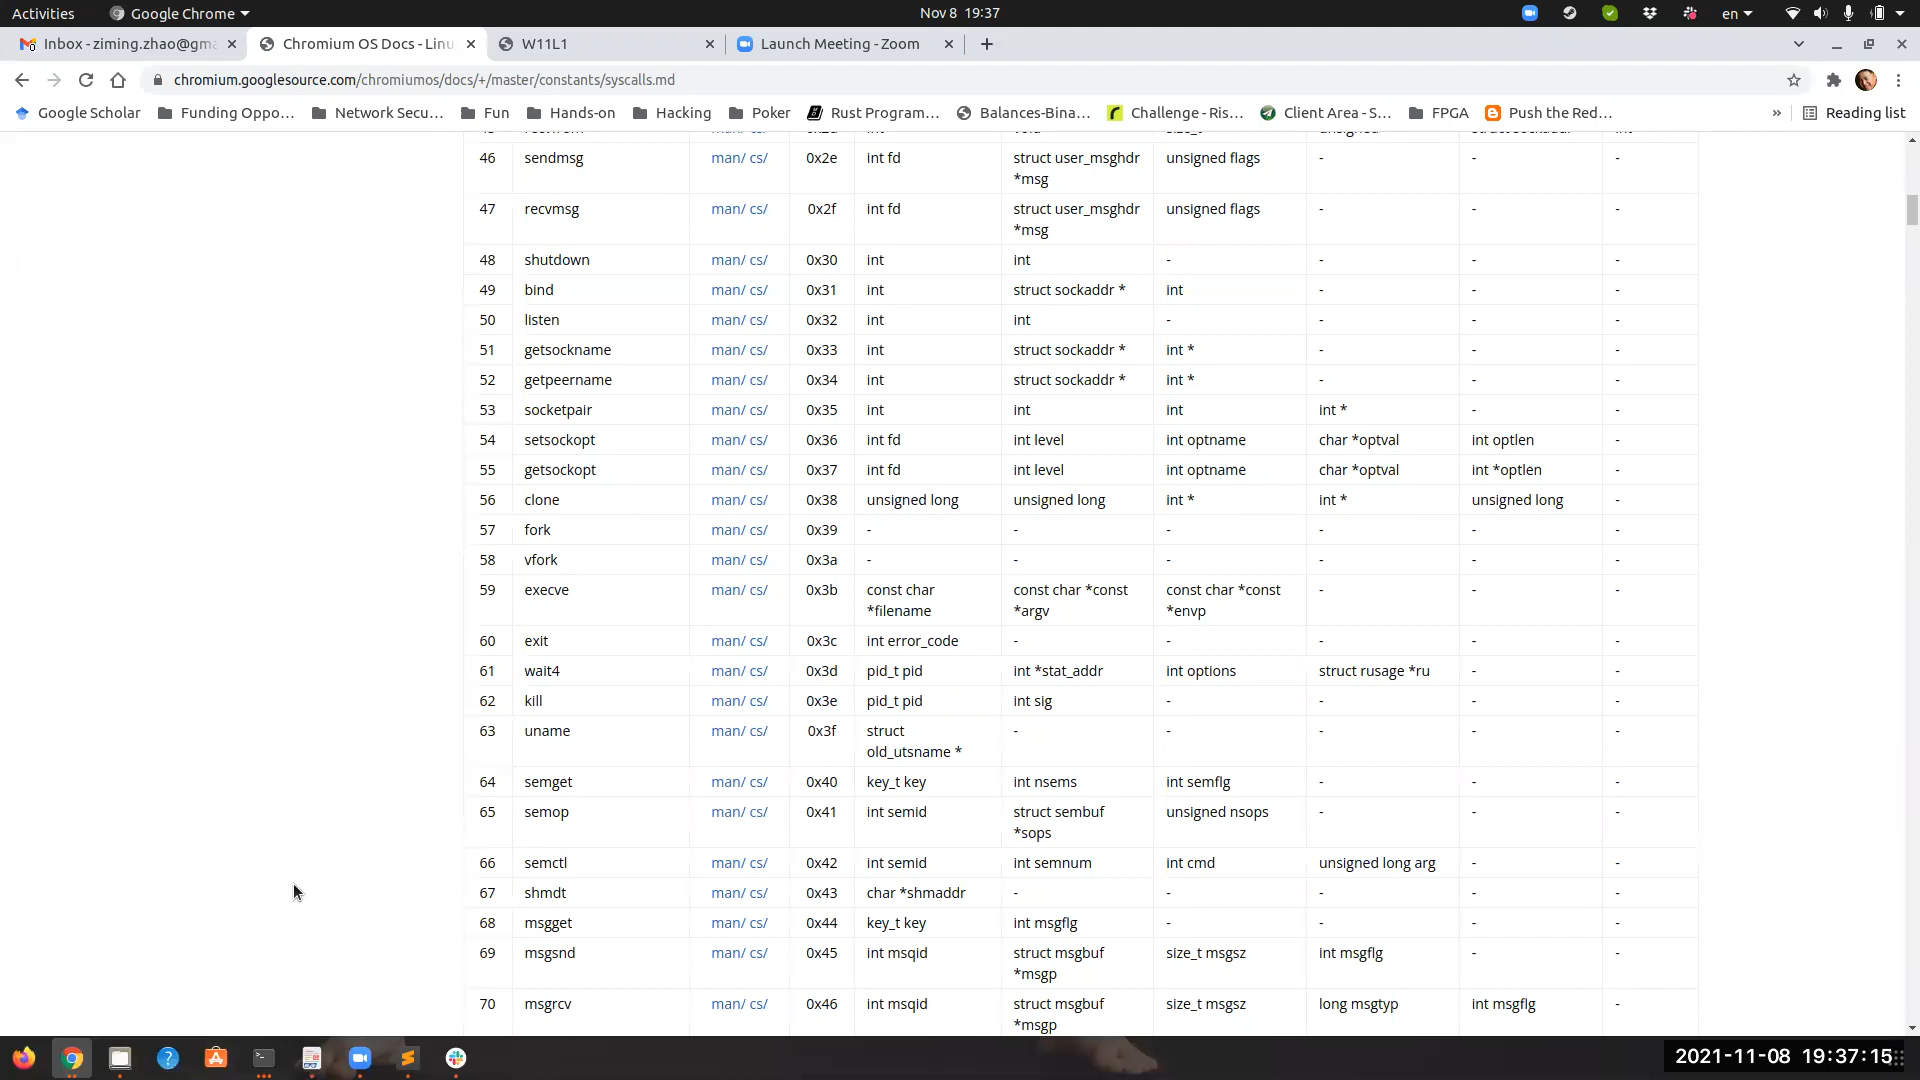 Activities
Google Chrome
Nov 8 19:37
en
Inbox - ziming.zhao@gma
Chromium OS Docs - Linu
W11L1
Launch Meeting - Zoom
chromium.googlesource.com/chromiumos/docs/+/master/constants/syscalls.md
Google Scholar
Funding Oppo...
Network Secu...
Fun
Hands-on
Hacking
Poker
Rust Program...
Balances-Bina...
Challenge - Ris...
Client Area - S...
FPGA
Push the Red...
»
Reading list
46 sendmsg man/ cs/ 0x2e int fd struct user_msghdr unsigned flags - - -
*msg
47 recvmsg man/ cs/ 0x2f int fd struct user_msghdr unsigned flags - - -
*msg
48 shutdown man/ cs/ 0x30 int int - - - -
49 bind man/ cs/ 0x31 int struct sockaddr * int - - -
50 listen man/ cs/ 0x32 int int - - - -
51 getsockname man/ cs/ 0x33 int struct sockaddr * int * - - -
52 getpeername man/ cs/ 0x34 int struct sockaddr * int * - - -
53 socketpair man/ cs/ 0x35 int int int int * - -
54 setsockopt man/ cs/ 0x36 int fd int level int optname char *optval int optlen -
55 getsockopt man/ cs/ 0x37 int fd int level int optname char *optval int *optlen -
56 clone man/ cs/ 0x38 unsigned long unsigned long int * int * unsigned long -
57 fork man/ cs/ 0x39 - - - - - -
58 vfork man/ cs/ 0x3a - - - - - -
59 execve man/ cs/ 0x3b const char const char *const const char *const - - -
*filename *argv *envp
60 exit man/ cs/ 0x3c int error_code - - - - -
61 wait4 man/ cs/ 0x3d pid_t pid int *stat_addr int options struct rusage *ru - -
62 kill man/ cs/ 0x3e pid_t pid int sig - - - -
63 uname man/ cs/ 0x3f struct - - - - -
old_utsname *
64 semget man/ cs/ 0x40 key_t key int nsems int semflg - - -
65 semop man/ cs/ 0x41 int semid struct sembuf unsigned nsops - - -
*sops
66 semctl man/ cs/ 0x42 int semid int semnum int cmd unsigned long arg - -
67 shmdt man/ cs/ 0x43 char *shmaddr - - - - -
68 msgget man/ cs/ 0x44 key_t key int msgflg - - - -
69 msgsnd man/ cs/ 0x45 int msqid struct msgbuf size_t msgsz int msgflg - -
*msgp
70 msgrcv man/ cs/ 0x46 int msqid struct msgbuf size_t msgsz long msgtyp int msgflg -
*msgp
2021-11-08 19:37:15